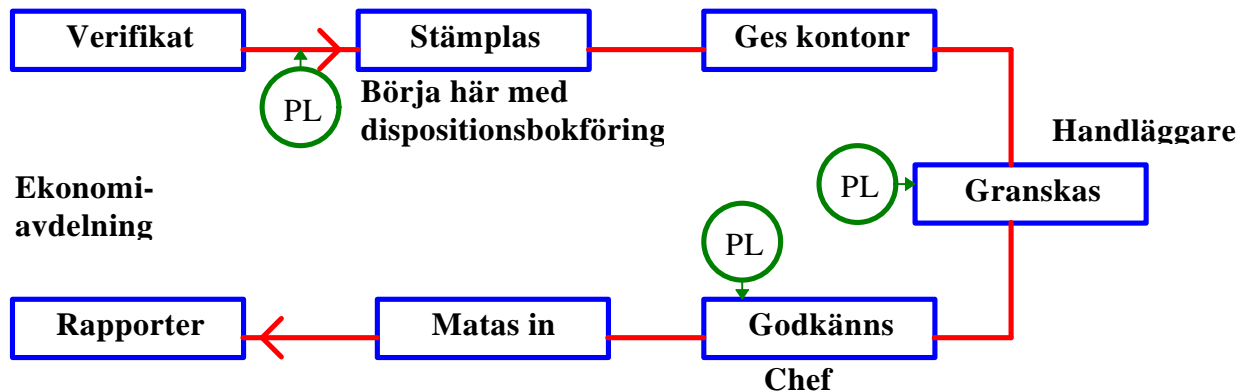 Verifikat
Stämplas
Ges kontonr
PL
Börja här med
dispositionsbokföring
Handläggare
PL
Granskas
Ekonomi-
avdelning
PL
Rapporter
Matas in
Godkänns
Chef